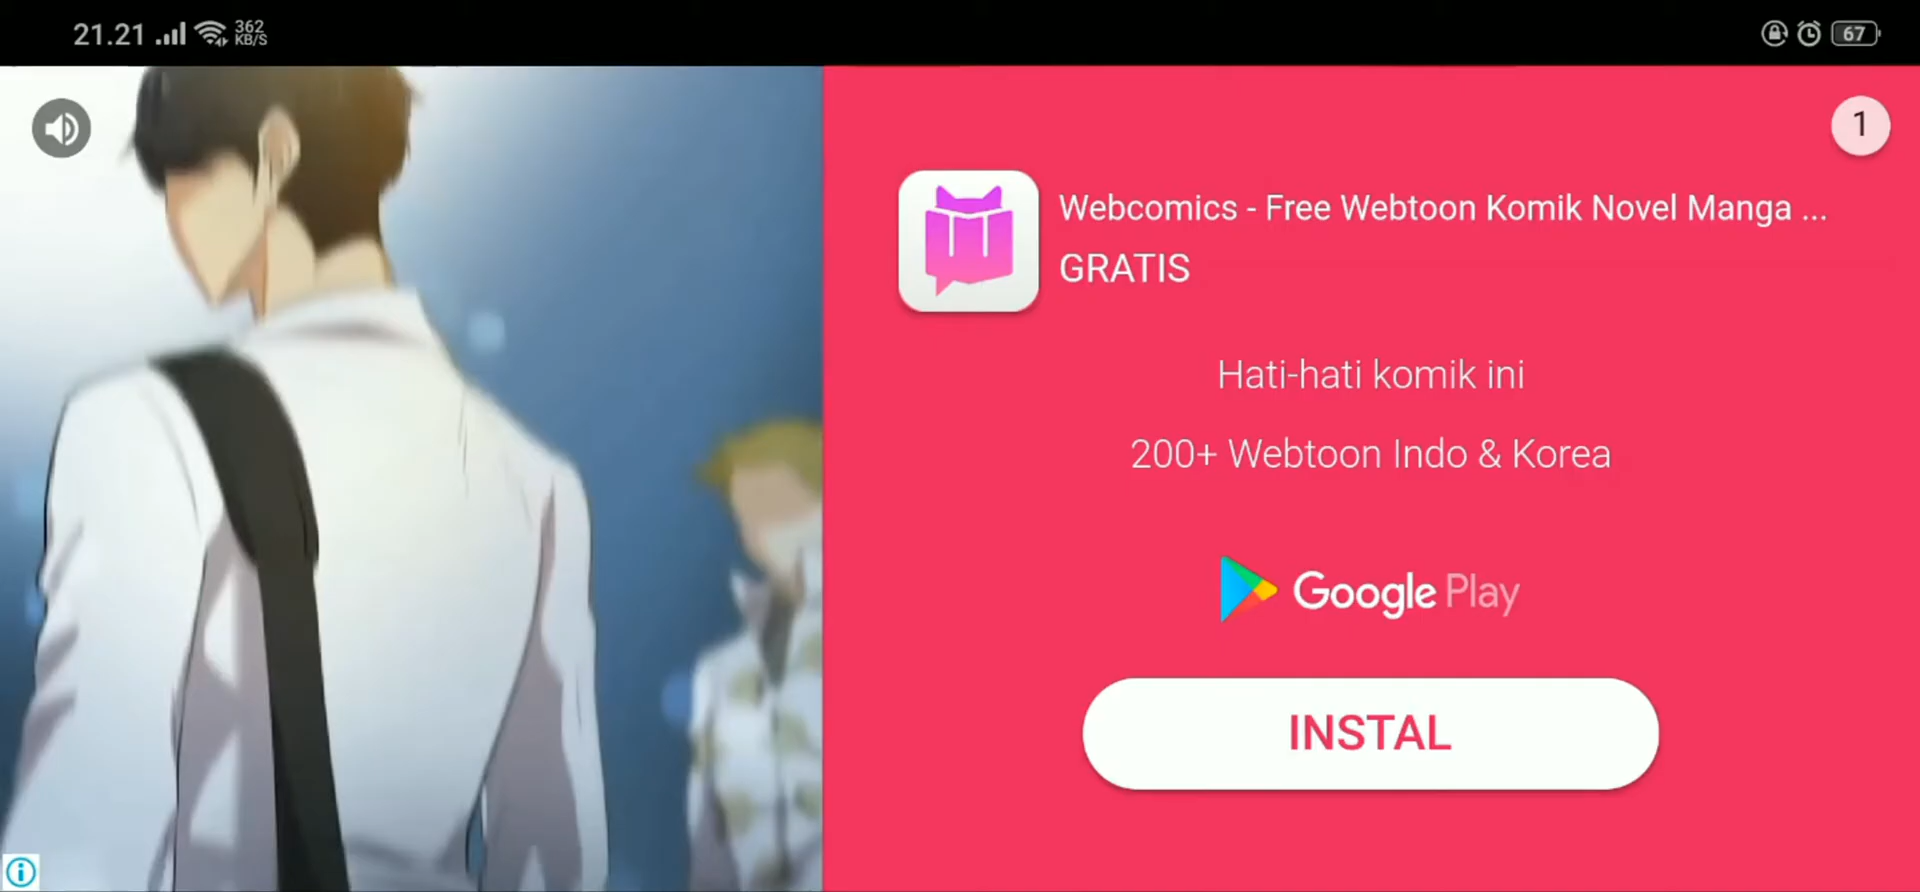 21.21 362 KB/S 67
1
Webcomics - Free Webtoon Komik Novel Manga ...
GRATIS
Hati-hati komik ini
200+ Webtoon Indo & Korea
Google Play
INSTAL